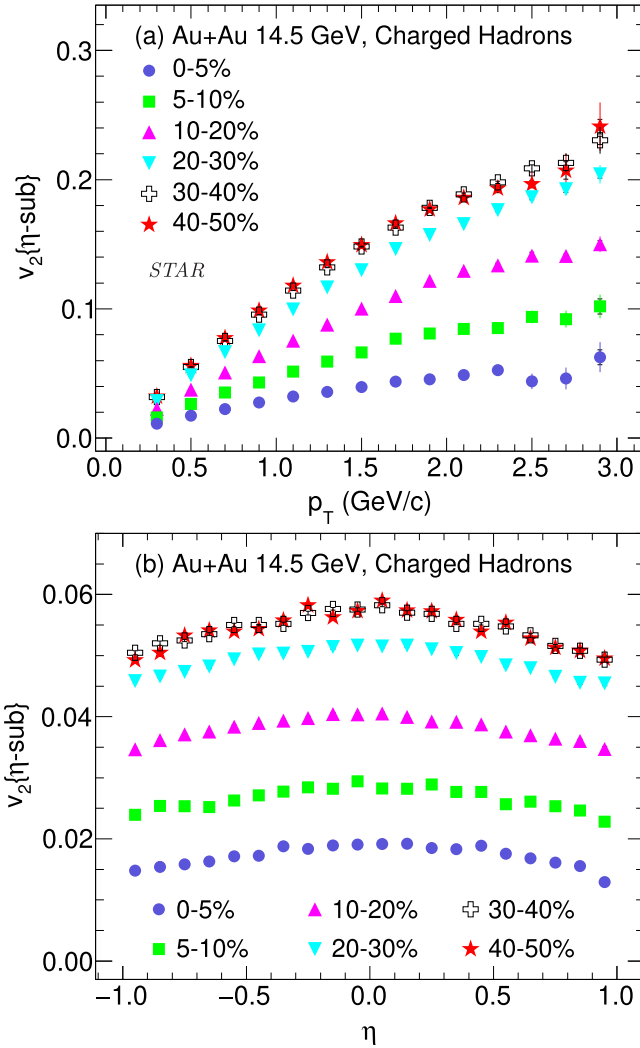 (a) Au+Au 14.5 GeV, Charged Hadrons
0-5%
5-10%
10-20%
20-30%
30-40%
40-50%
STAR
0.3
0.2
0.1
0.0
v₂{η-sub}
0.0 0.5 1.0 1.5 2.0 2.5 3.0
p_T (GeV/c)
(b) Au+Au 14.5 GeV, Charged Hadrons
0.06
0.04
0.02
0.00
v₂{η-sub}
0-5% 10-20% 30-40%
5-10% 20-30% 40-50%
−1.0 −0.5 0.0 0.5 1.0
η